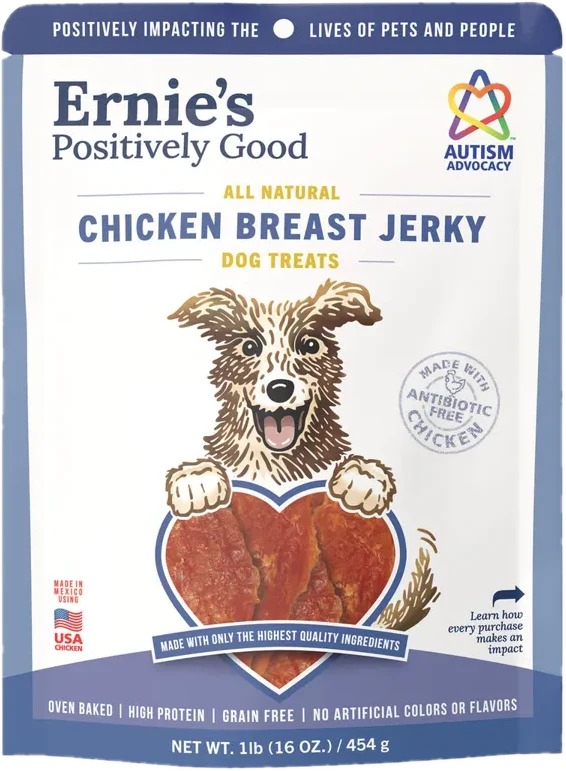 POSITIVELY IMPACTING THE LIVES OF PETS AND PEOPLE
Ernie's
Positively Good
AUTISM
ADVOCACY
™
ALL NATURAL
CHICKEN BREAST JERKY
DOG TREATS
MADE WITH
ANTIBIOTIC
FREE
CHICKEN
MADE IN
MEXICO
USING
USA
CHICKEN
Learn how
every purchase
makes an
impact
MADE WITH ONLY THE HIGHEST QUALITY INGREDIENTS
OVEN BAKED | HIGH PROTEIN | GRAIN FREE | NO ARTIFICIAL COLORS OR FLAVORS
NET WT. 1lb (16 OZ.) / 454 g